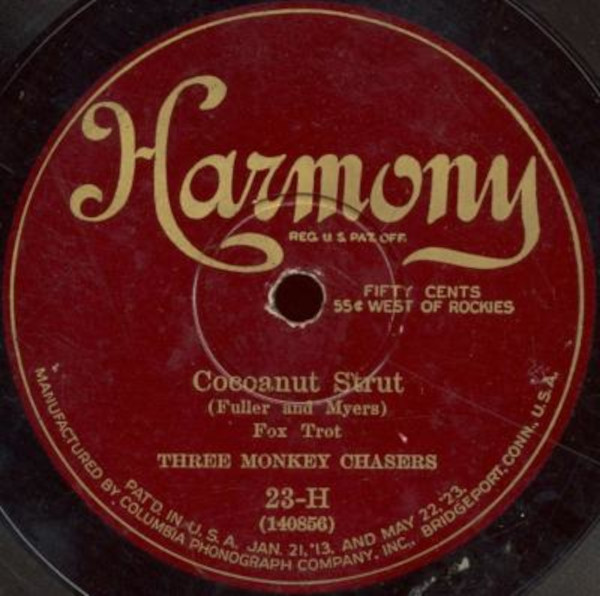 Harmony
REG. U.S. PAT. OFF.
FIFTY CENTS
55¢ WEST OF ROCKIES
Cocoanut Strut
(Fuller and Myers)
Fox Trot
THREE MONKEY CHASERS
23-H
(140856)
PAT'D. IN U.S.A. JAN. 21, '13. AND MAY 22, '23.
MANUFACTURED BY COLUMBIA PHONOGRAPH COMPANY, INC., BRIDGEPORT, CONN., U.S.A.